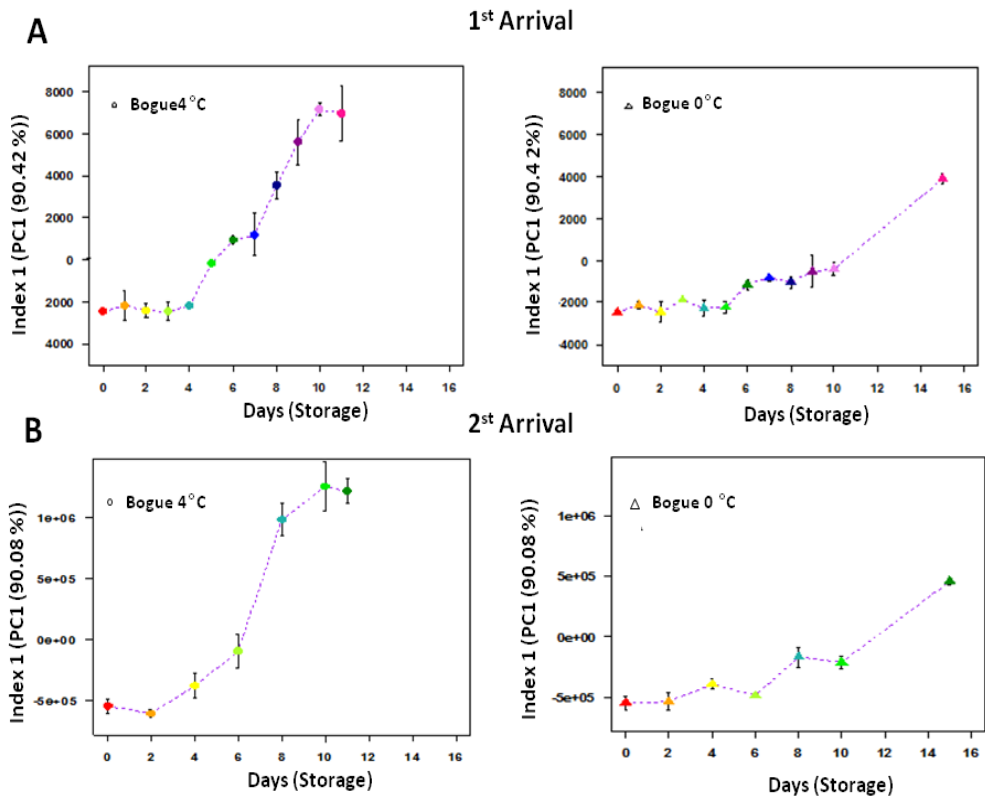 A
1st Arrival
Bogue4°C
Index 1 (PC1 (90.42 %))
8000
6000
4000
2000
0
2000
4000
0 2 4 6 8 10 12 14 16
Days (Storage)
Bogue 0°C
Index 1 (PC1 (90.4 2%))
8000
6000
4000
2000
0
-2000
-4000
0 2 4 6 8 10 12 14 16
Days (Storage)
B
2st Arrival
Bogue 4°C
Index 1 (PC1 (90.08 %))
1e+06
5e+05
0e+00
-5e+05
0 2 4 6 8 10 12 14 16
Days (Storage)
Bogue 0 °C
Index 1 (PC1 (90.08 %))
1e+06
5e+05
0e+00
-5e+05
0 2 4 6 8 10 12 14 16
Days (Storage)